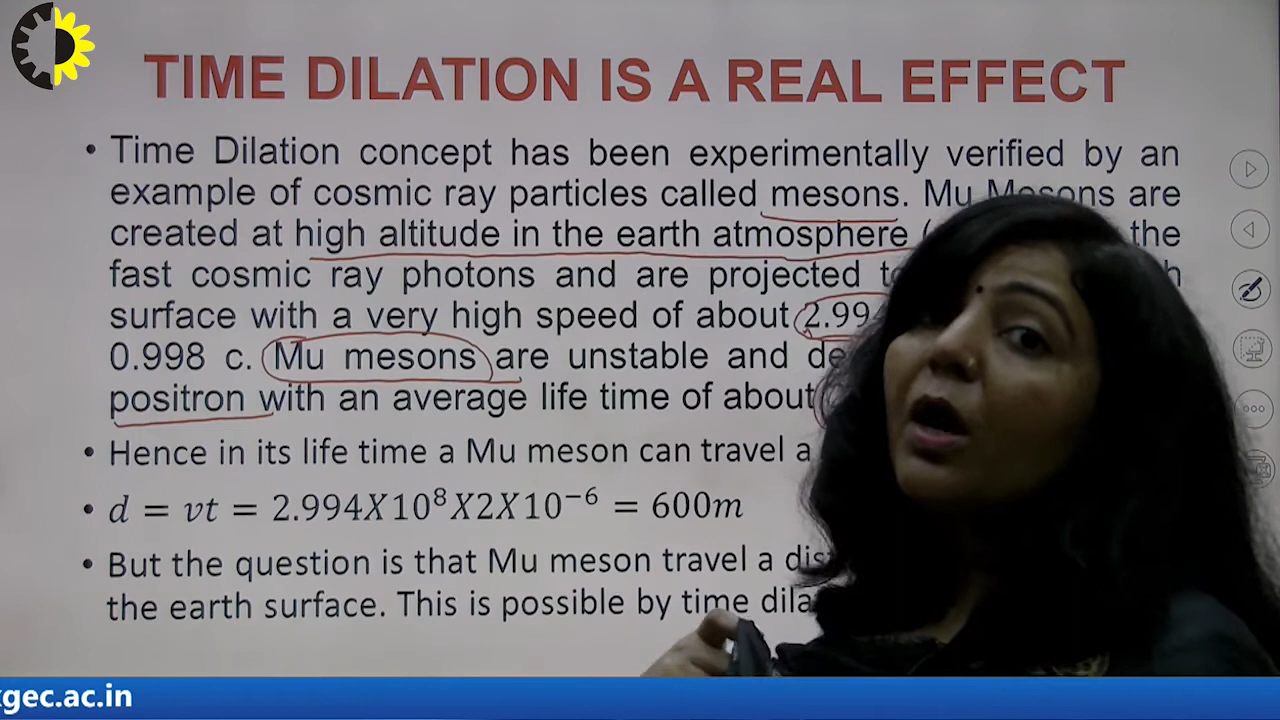 TIME DILATION IS A REAL EFFECT
• Time Dilation concept has been experimentally verified by an
example of cosmic ray particles called mesons. Mu Mesons are
created at high altitude in the earth atmosphere ( the
fast cosmic ray photons and are projected
surface with a very high speed of about 2.994
0.998 c. Mu mesons are unstable and
positron with an average life time of about
• Hence in its life time a Mu meson can travel a
• d = vt = 2.994X10⁸X2X10⁻⁶ = 600m
• But the question is that Mu meson travel a
the earth surface. This is possible by time
gec.ac.in